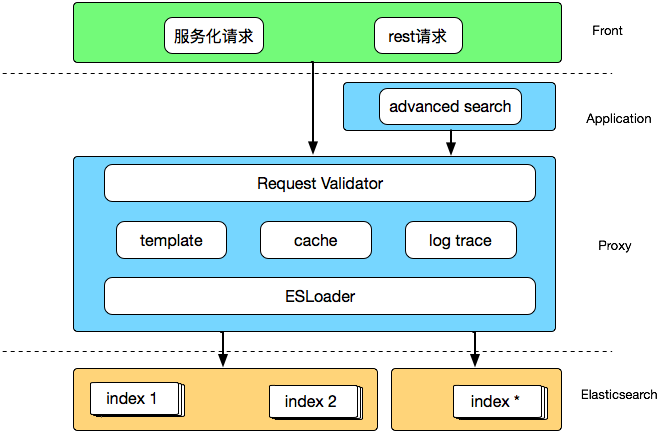 服务化请求
rest请求
Front
advanced search
Application
Request Validator
template
cache
log trace
Proxy
ESLoader
index 1
index 2
index *
Elasticsearch